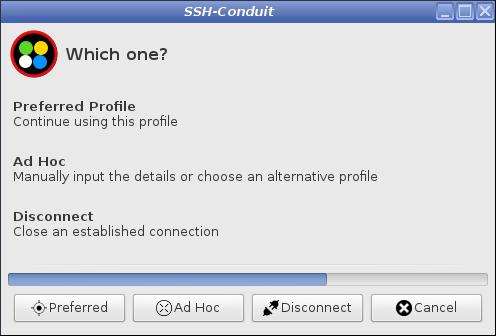 SSH-Conduit
Which one?
Preferred Profile
Continue using this profile
Ad Hoc
Manually input the details or choose an alternative profile
Disconnect
Close an established connection
Preferred Ad Hoc Disconnect Cancel